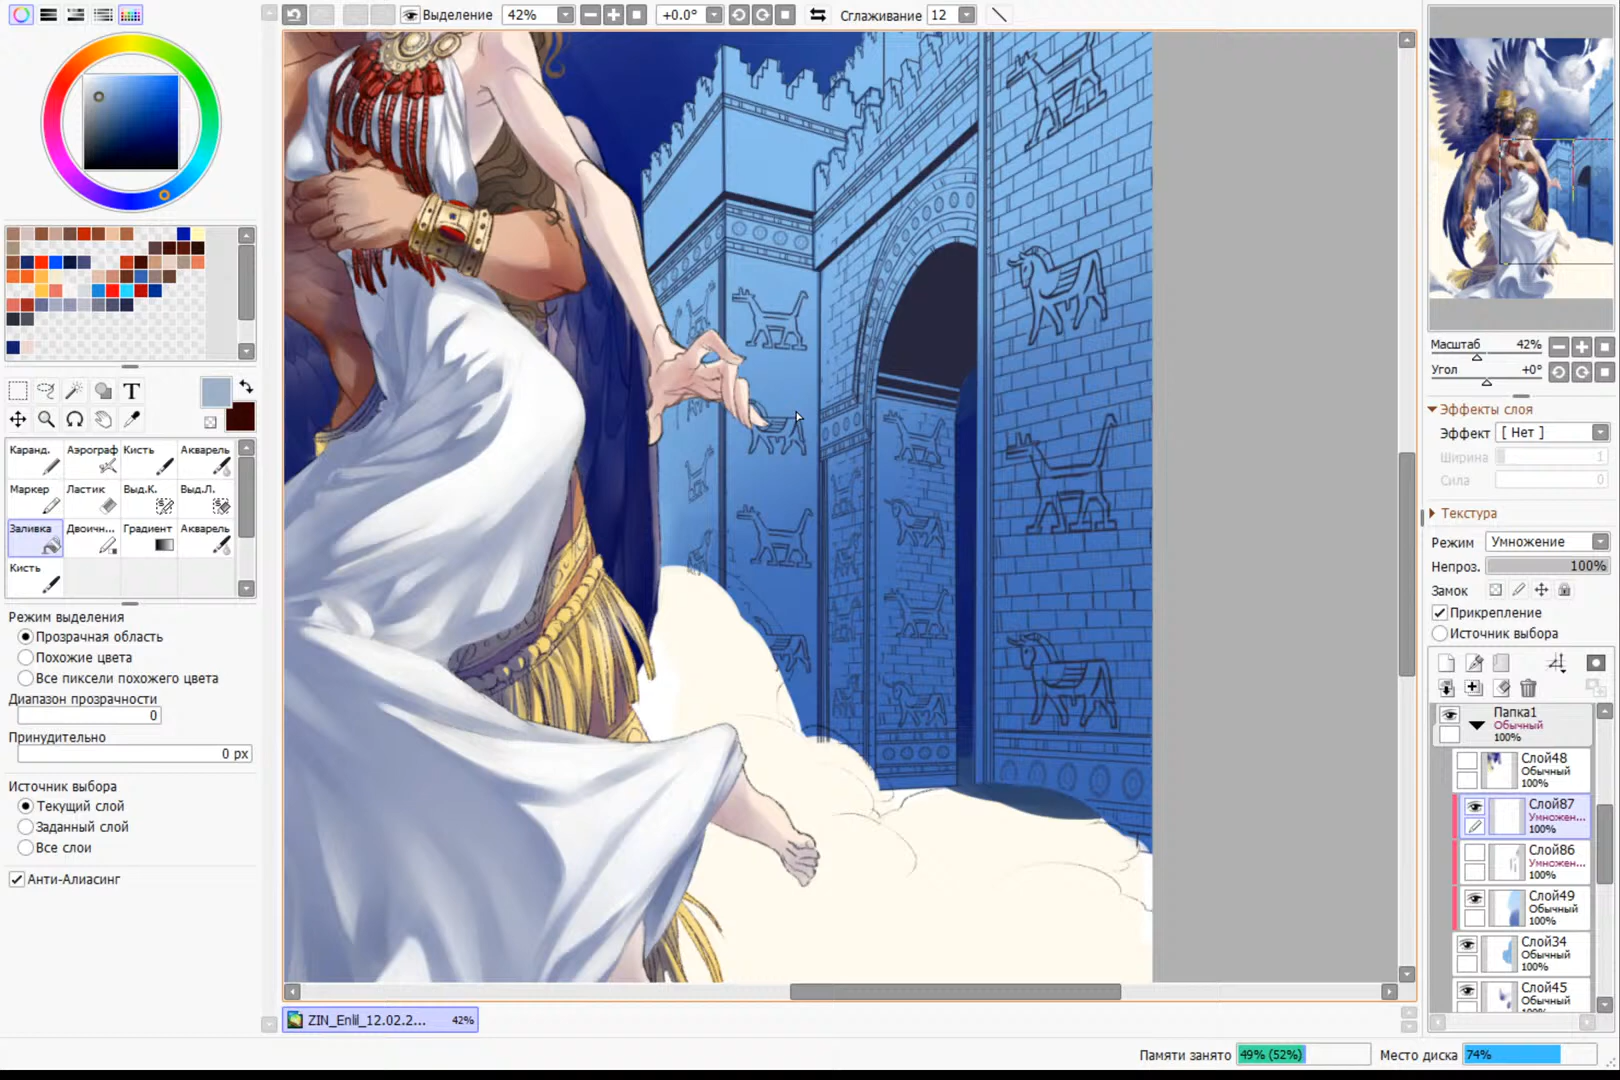 Выделение
42%
+0.0°
Сглаживание
12
Каранд.
Аэрограф
Кисть
Акварель
Маркер
Ластик
Выд.К.
Выд.Л.
Заливка
Двоичн...
Градиент
Акварель
Кисть
Режим выделения
Прозрачная область
Похожие цвета
Все пиксели похожего цвета
Диапазон прозрачности
0
Принудительно
0 px
Источник выбора
Текущий слой
Заданный слой
Все слои
Анти-Алиасинг
ZIN_Enlil_12.02.2...
42%
Масштаб
42%
Угол
+0°
Эффекты слоя
Эффект
[ Нет ]
Ширина
1
Сила
0
Текстура
Режим
Умножение
Непроз.
100%
Замок
Прикрепление
Источник выбора
Папка1
Обычный
100%
Слой48
Обычный
100%
Слой87
Умножен...
100%
Слой86
Умножен...
100%
Слой49
Обычный
100%
Слой34
Обычный
100%
Слой45
Обычный
100%
Памяти занято
49% (52%)
Место диска
74%